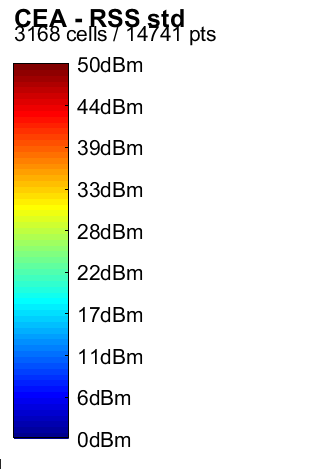 CEA - RSS std
3168 cells / 14741 pts
50dBm
44dBm
39dBm
33dBm
28dBm
22dBm
17dBm
11dBm
6dBm
0dBm